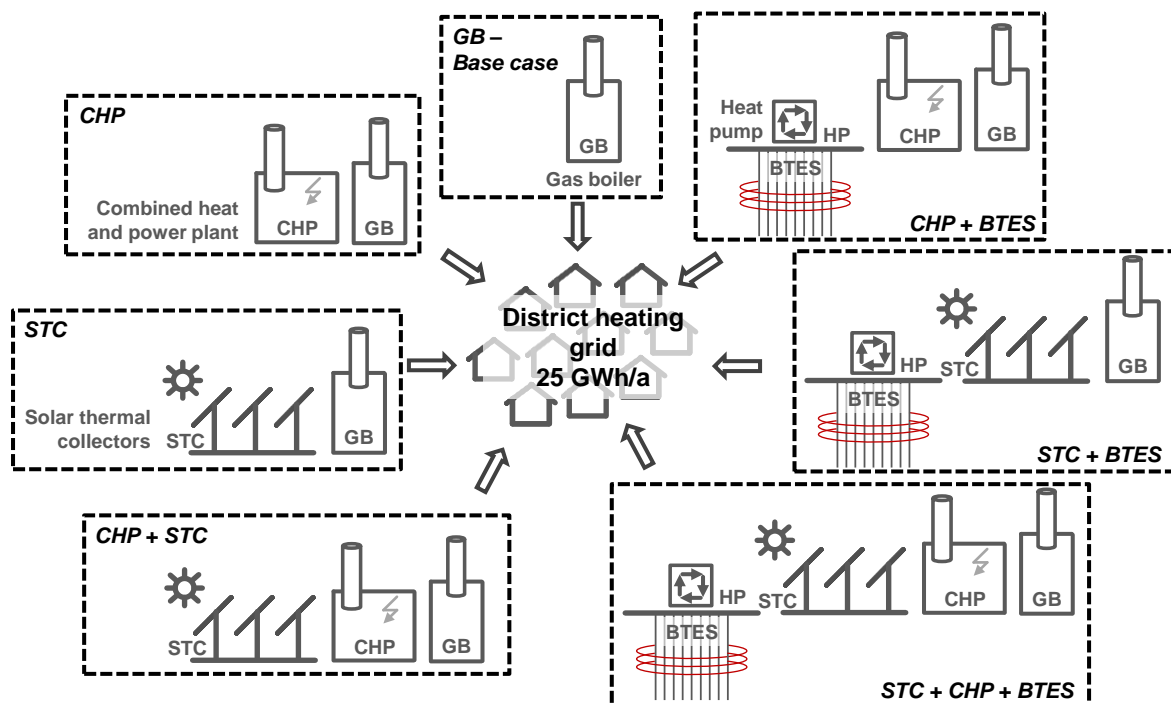 GB –
Base case
GB
Gas boiler
CHP
Combined heat
and power plant
CHP
GB
Heat
pump
HP
BTES
CHP
GB
CHP + BTES
STC
Solar thermal
collectors
STC
GB
District heating
grid
25 GWh/a
HP
BTES
STC
GB
STC + BTES
CHP + STC
STC
CHP
GB
HP
BTES
STC
CHP
GB
STC + CHP + BTES